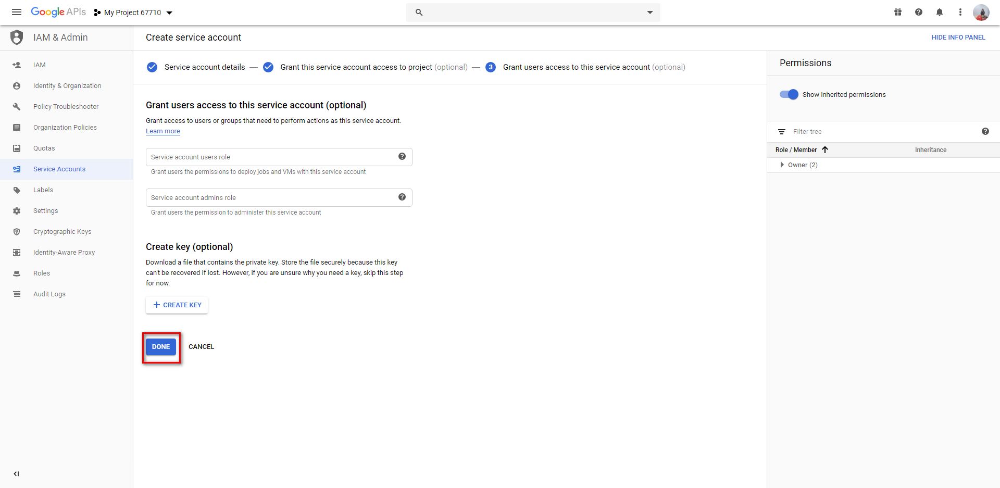 Google APIs My Project 67710
IAM & Admin
Create service account
HIDE INFO PANEL
IAM
Identity & Organization
Policy Troubleshooter
Organization Policies
Quotas
Service Accounts
Labels
Settings
Cryptographic Keys
Identity-Aware Proxy
Roles
Audit Logs
Service account details — Grant this service account access to project (optional) — 3 Grant users access to this service account (optional)
Grant users access to this service account (optional)
Grant access to users or groups that need to perform actions as this service account.
Learn more
Service account users role
Grant users the permissions to deploy jobs and VMs with this service account
Service account admins role
Grant users the permission to administer this service account
Create key (optional)
Download a file that contains the private key. Store the file securely because this key
can't be recovered if lost. However, if you are unsure why you need a key, skip this step
for now.
+ CREATE KEY
DONE CANCEL
Permissions
Show inherited permissions
Filter tree
Role / Member Inheritance
Owner (2)